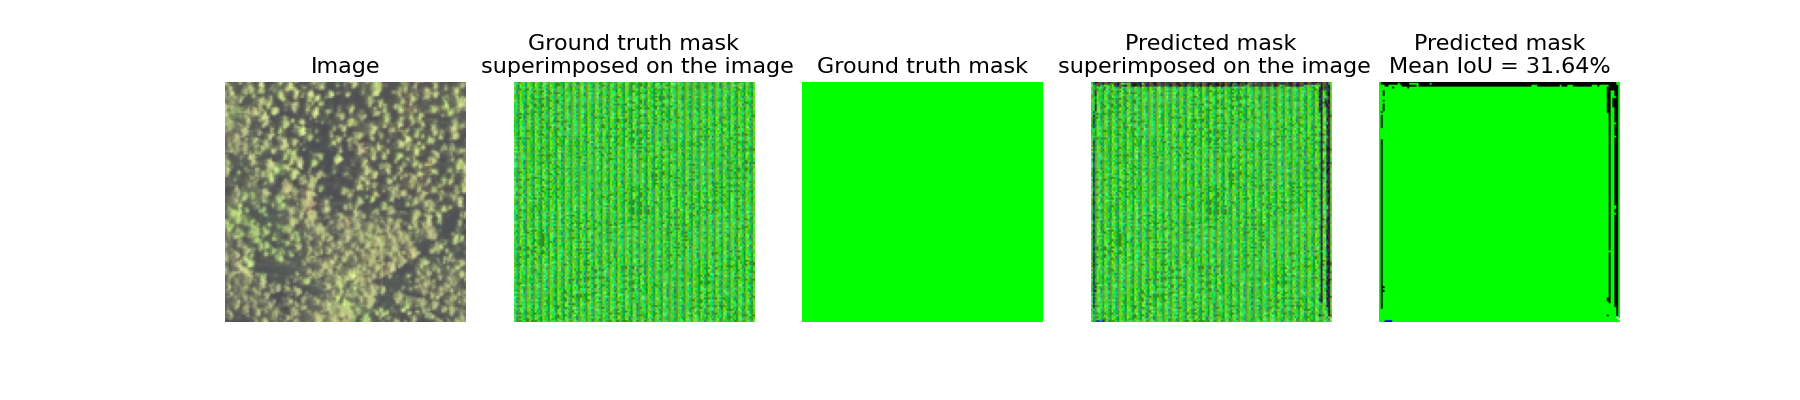 Image
Ground truth mask
superimposed on the image
Ground truth mask
Predicted mask
superimposed on the image
Predicted mask
Mean IoU = 31.64%